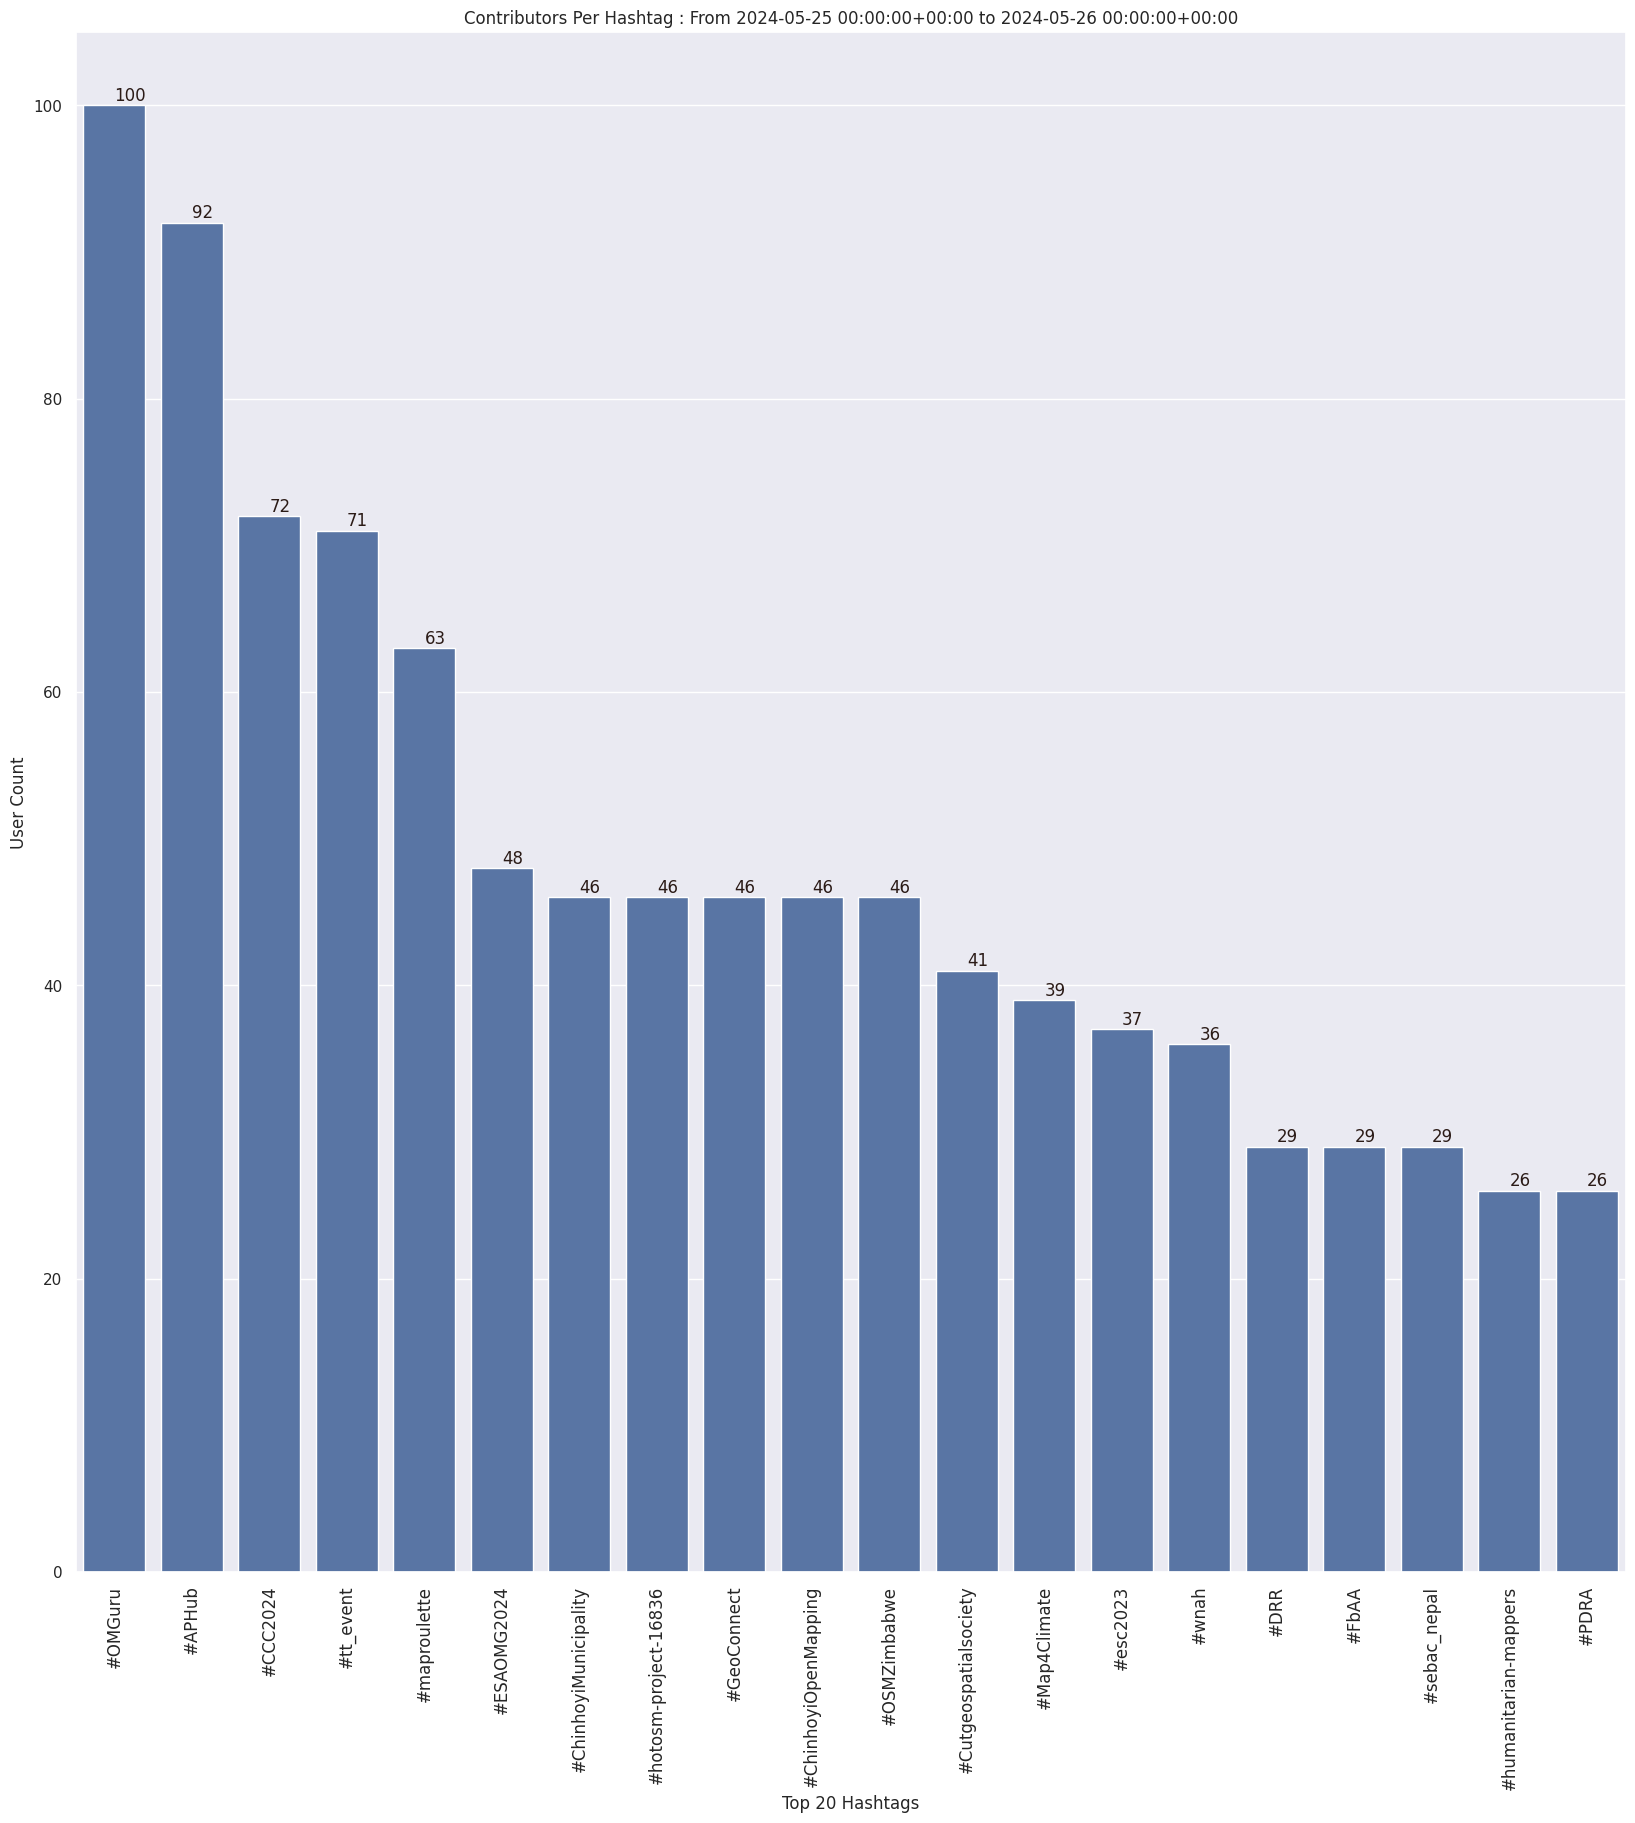 Contributors Per Hashtag : From 2024-05-25 00:00:00+00:00 to 2024-05-26 00:00:00+00:00
User Count
100
80
60
40
20
0
100
92
72
71
63
48
46
46
46
46
46
41
39
37
36
29
29
29
26
26
#OMGuru
#APHub
#CCC2024
#tt_event
#maproulette
#ESAOMG2024
#ChinhoyiMunicipality
#hotosm-project-16836
#GeoConnect
#ChinhoyiOpenMapping
#OSMZimbabwe
#Cutgeospatialsociety
#Map4Climate
#esc2023
#wnah
#DRR
#FbAA
#sebac_nepal
#humanitarian-mappers
#PDRA
Top 20 Hashtags